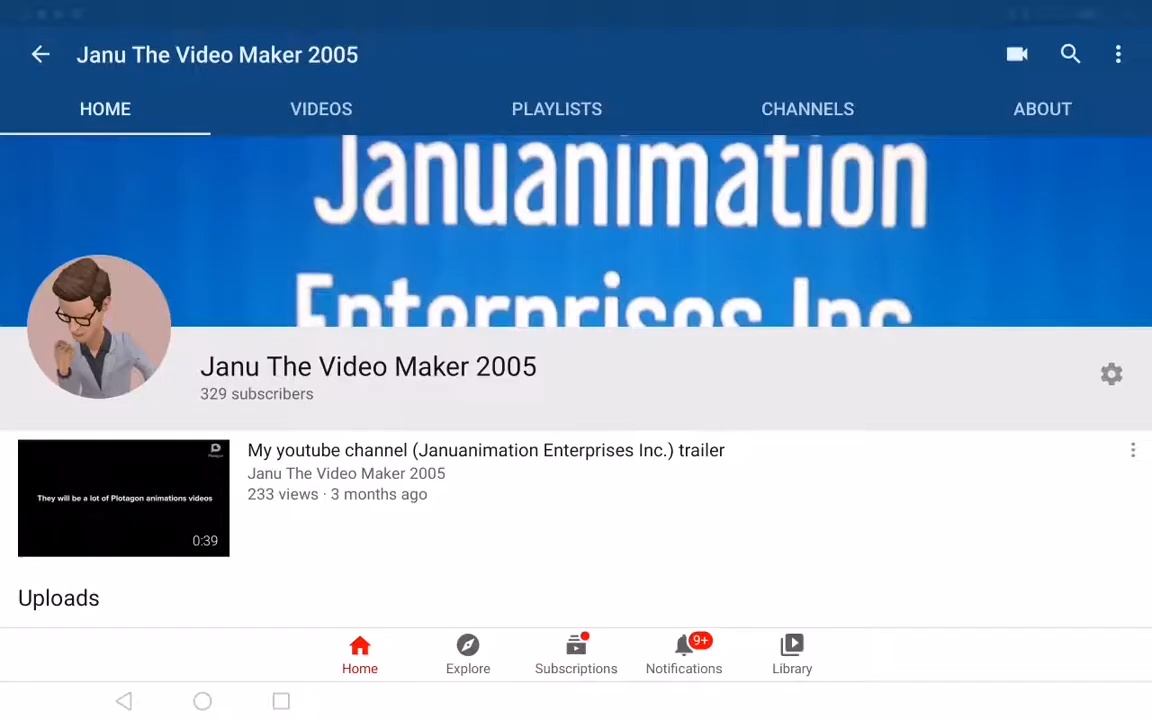 Janu The Video Maker 2005
HOME VIDEOS PLAYLISTS CHANNELS ABOUT
Januanimation
Enterprises Inc.
Janu The Video Maker 2005
329 subscribers
My youtube channel (Januanimation Enterprises Inc.) trailer
Janu The Video Maker 2005
233 views · 3 months ago
They will be a lot of Plotagon animations videos
0:39
Uploads
9+
Home Explore Subscriptions Notifications Library